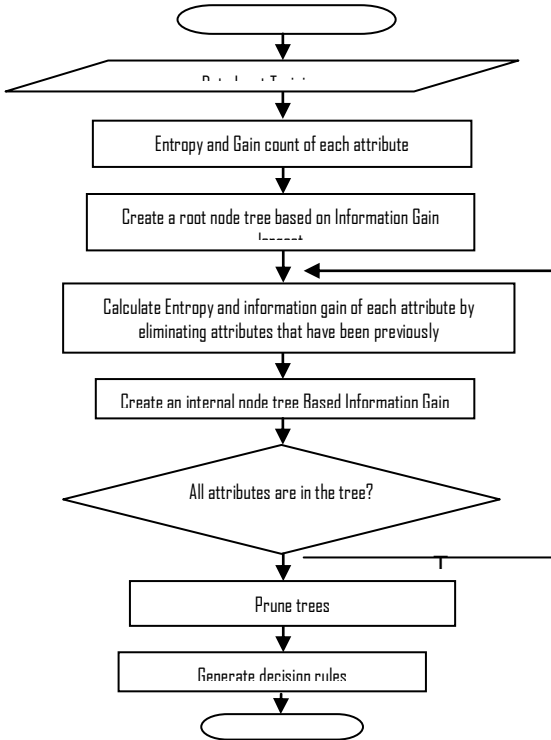 Entropy and Gain count of each attribute
Create a root node tree based on Information Gain
Calculate Entropy and information gain of each attribute by
eliminating attributes that have been previously
Create an internal node tree Based Information Gain
All attributes are in the tree?
T
Prune trees
Generate decision rules